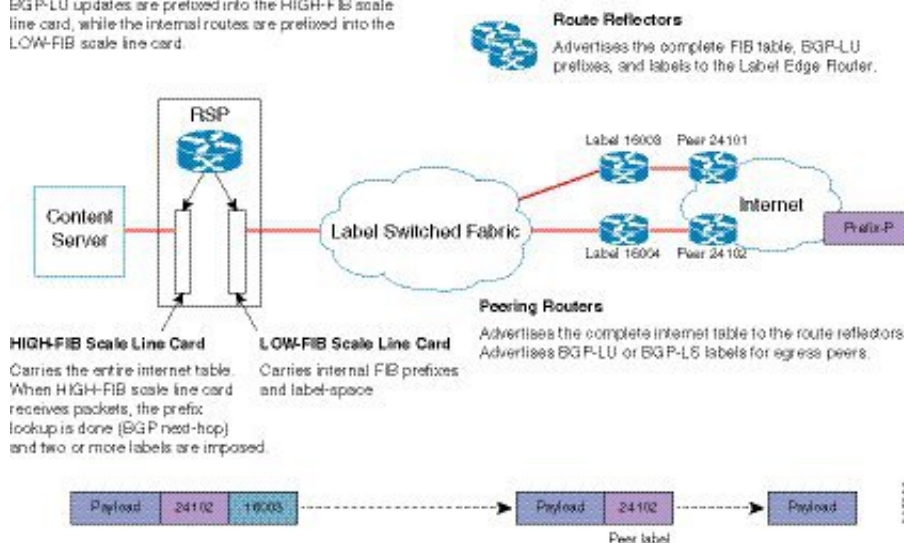 BGP-LU updates are prefixed into the HIGH-FIB scale
line card, while the internal routes are prefixed into the
LOW-FIB scale line card.
Route Reflectors
Advertises the complete FIB table, BGP-LU
prefixes, and labels to the Label Edge Router.
RSP
Label 16003 Peer 24101
Content
Server
Label Switched Fabric
Internet
Prefix-P
Label 16004 Peer 24102
Peering Routers
Advertises the complete internet table to the route reflectors
Advertises BGP-LU or BGP-LS labels for egress peers.
HIGH-FIB Scale Line Card
Carries the entire internet table.
When HIGH-FIB scale line card
receives packets, the prefix
lookup is done (BGP next-hop)
and two or more labels are imposed.
LOW-FIB Scale Line Card
Carries internal FIB prefixes
and label-space
Payload 24102 16003
Payload 24102
Payload
Peer label